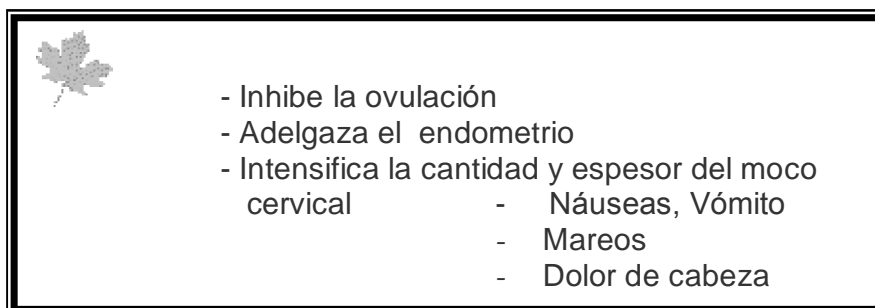 - Inhibe la ovulación
- Adelgaza el endometrio
- Intensifica la cantidad y espesor del moco
cervical - Náuseas, Vómito
- Mareos
- Dolor de cabeza